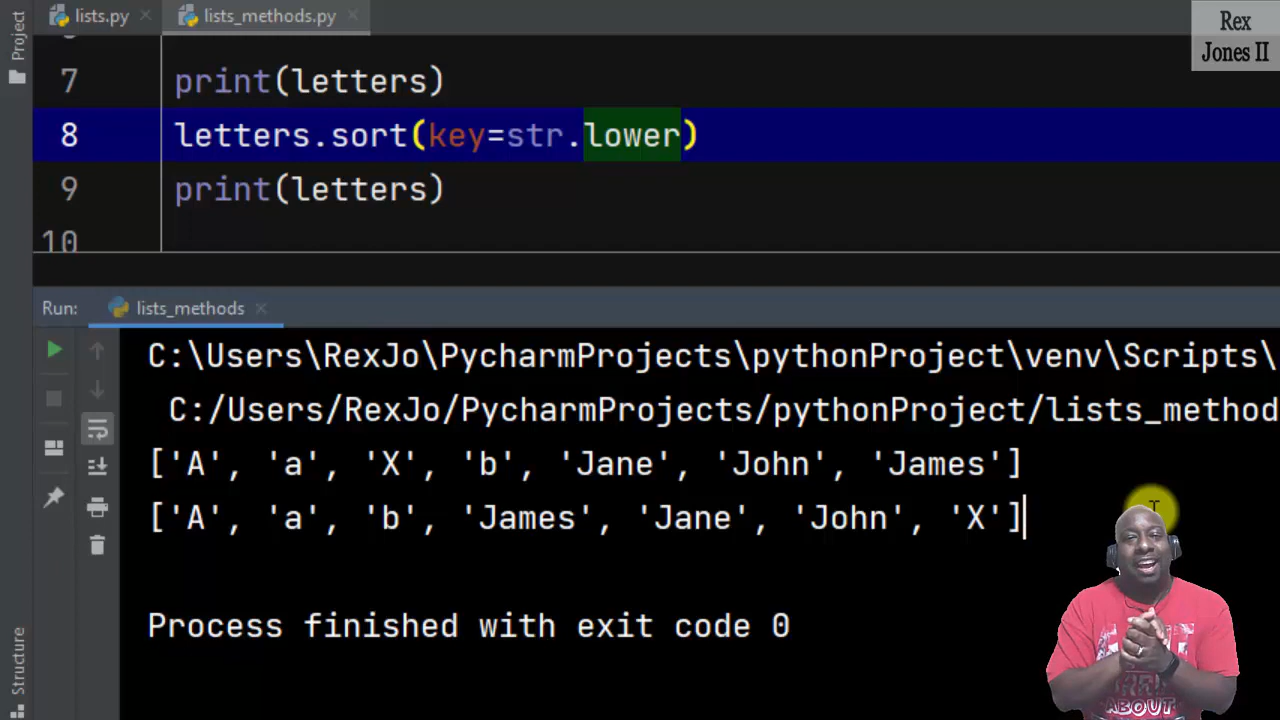 Project
lists.py
lists_methods.py
Rex
Jones II
7 print(letters)
8 letters.sort(key=str.lower)
9 print(letters)
10
Run: lists_methods
C:\Users\RexJo\PycharmProjects\pythonProject\venv\Scripts\
C:/Users/RexJo/PycharmProjects/pythonProject/lists_method
['A', 'a', 'X', 'b', 'Jane', 'John', 'James']
['A', 'a', 'b', 'James', 'Jane', 'John', 'X']
Process finished with exit code 0
Structure
ABOUT